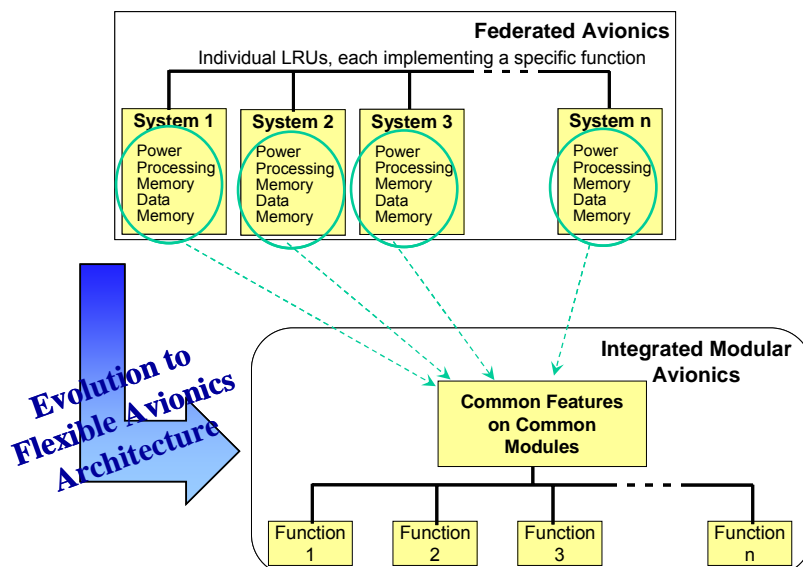 Federated Avionics
Individual LRUs, each implementing a specific function
System 1
Power
Processing
Memory
Data
Memory
System 2
Power
Processing
Memory
Data
Memory
System 3
Power
Processing
Memory
Data
Memory
System n
Power
Processing
Memory
Data
Memory
Evolution to
Flexible Avionics
Architecture
Integrated Modular
Avionics
Common Features
on Common
Modules
Function
1
Function
2
Function
3
Function
n